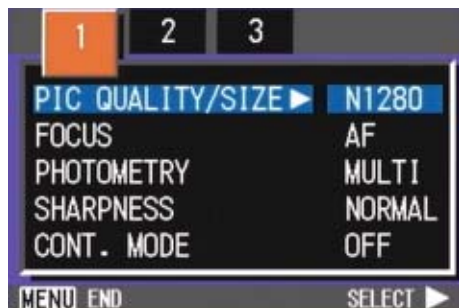 1 2 3
PIC QUALITY/SIZE▶ N1280
FOCUS AF
PHOTOMETRY MULTI
SHARPNESS NORMAL
CONT. MODE OFF
MENU END SELECT ▶